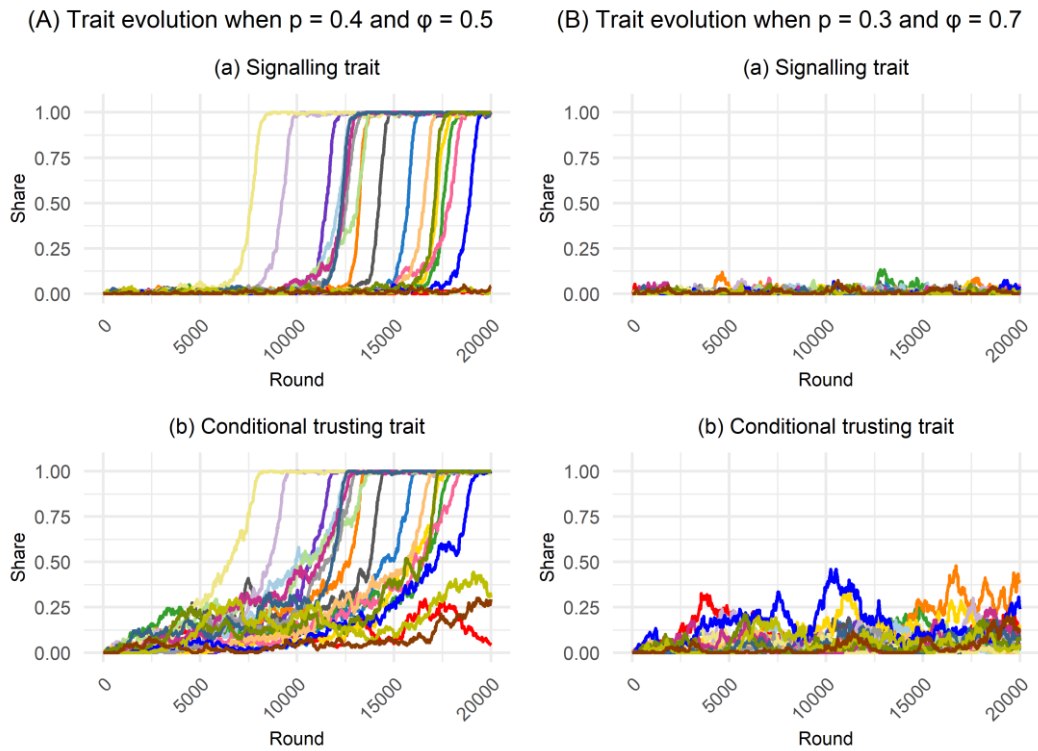 (A) Trait evolution when p = 0.4 and φ = 0.5
(a) Signalling trait
1.00
0.75
0.50
0.25
0.00
Share
0
5000
10000
15000
20000
Round
(b) Conditional trusting trait
1.00
0.75
0.50
0.25
0.00
Share
0
5000
10000
15000
20000
Round
(B) Trait evolution when p = 0.3 and φ = 0.7
(a) Signalling trait
1.00
0.75
0.50
0.25
0.00
Share
0
5000
10000
15000
20000
Round
(b) Conditional trusting trait
1.00
0.75
0.50
0.25
0.00
Share
0
5000
10000
15000
20000
Round